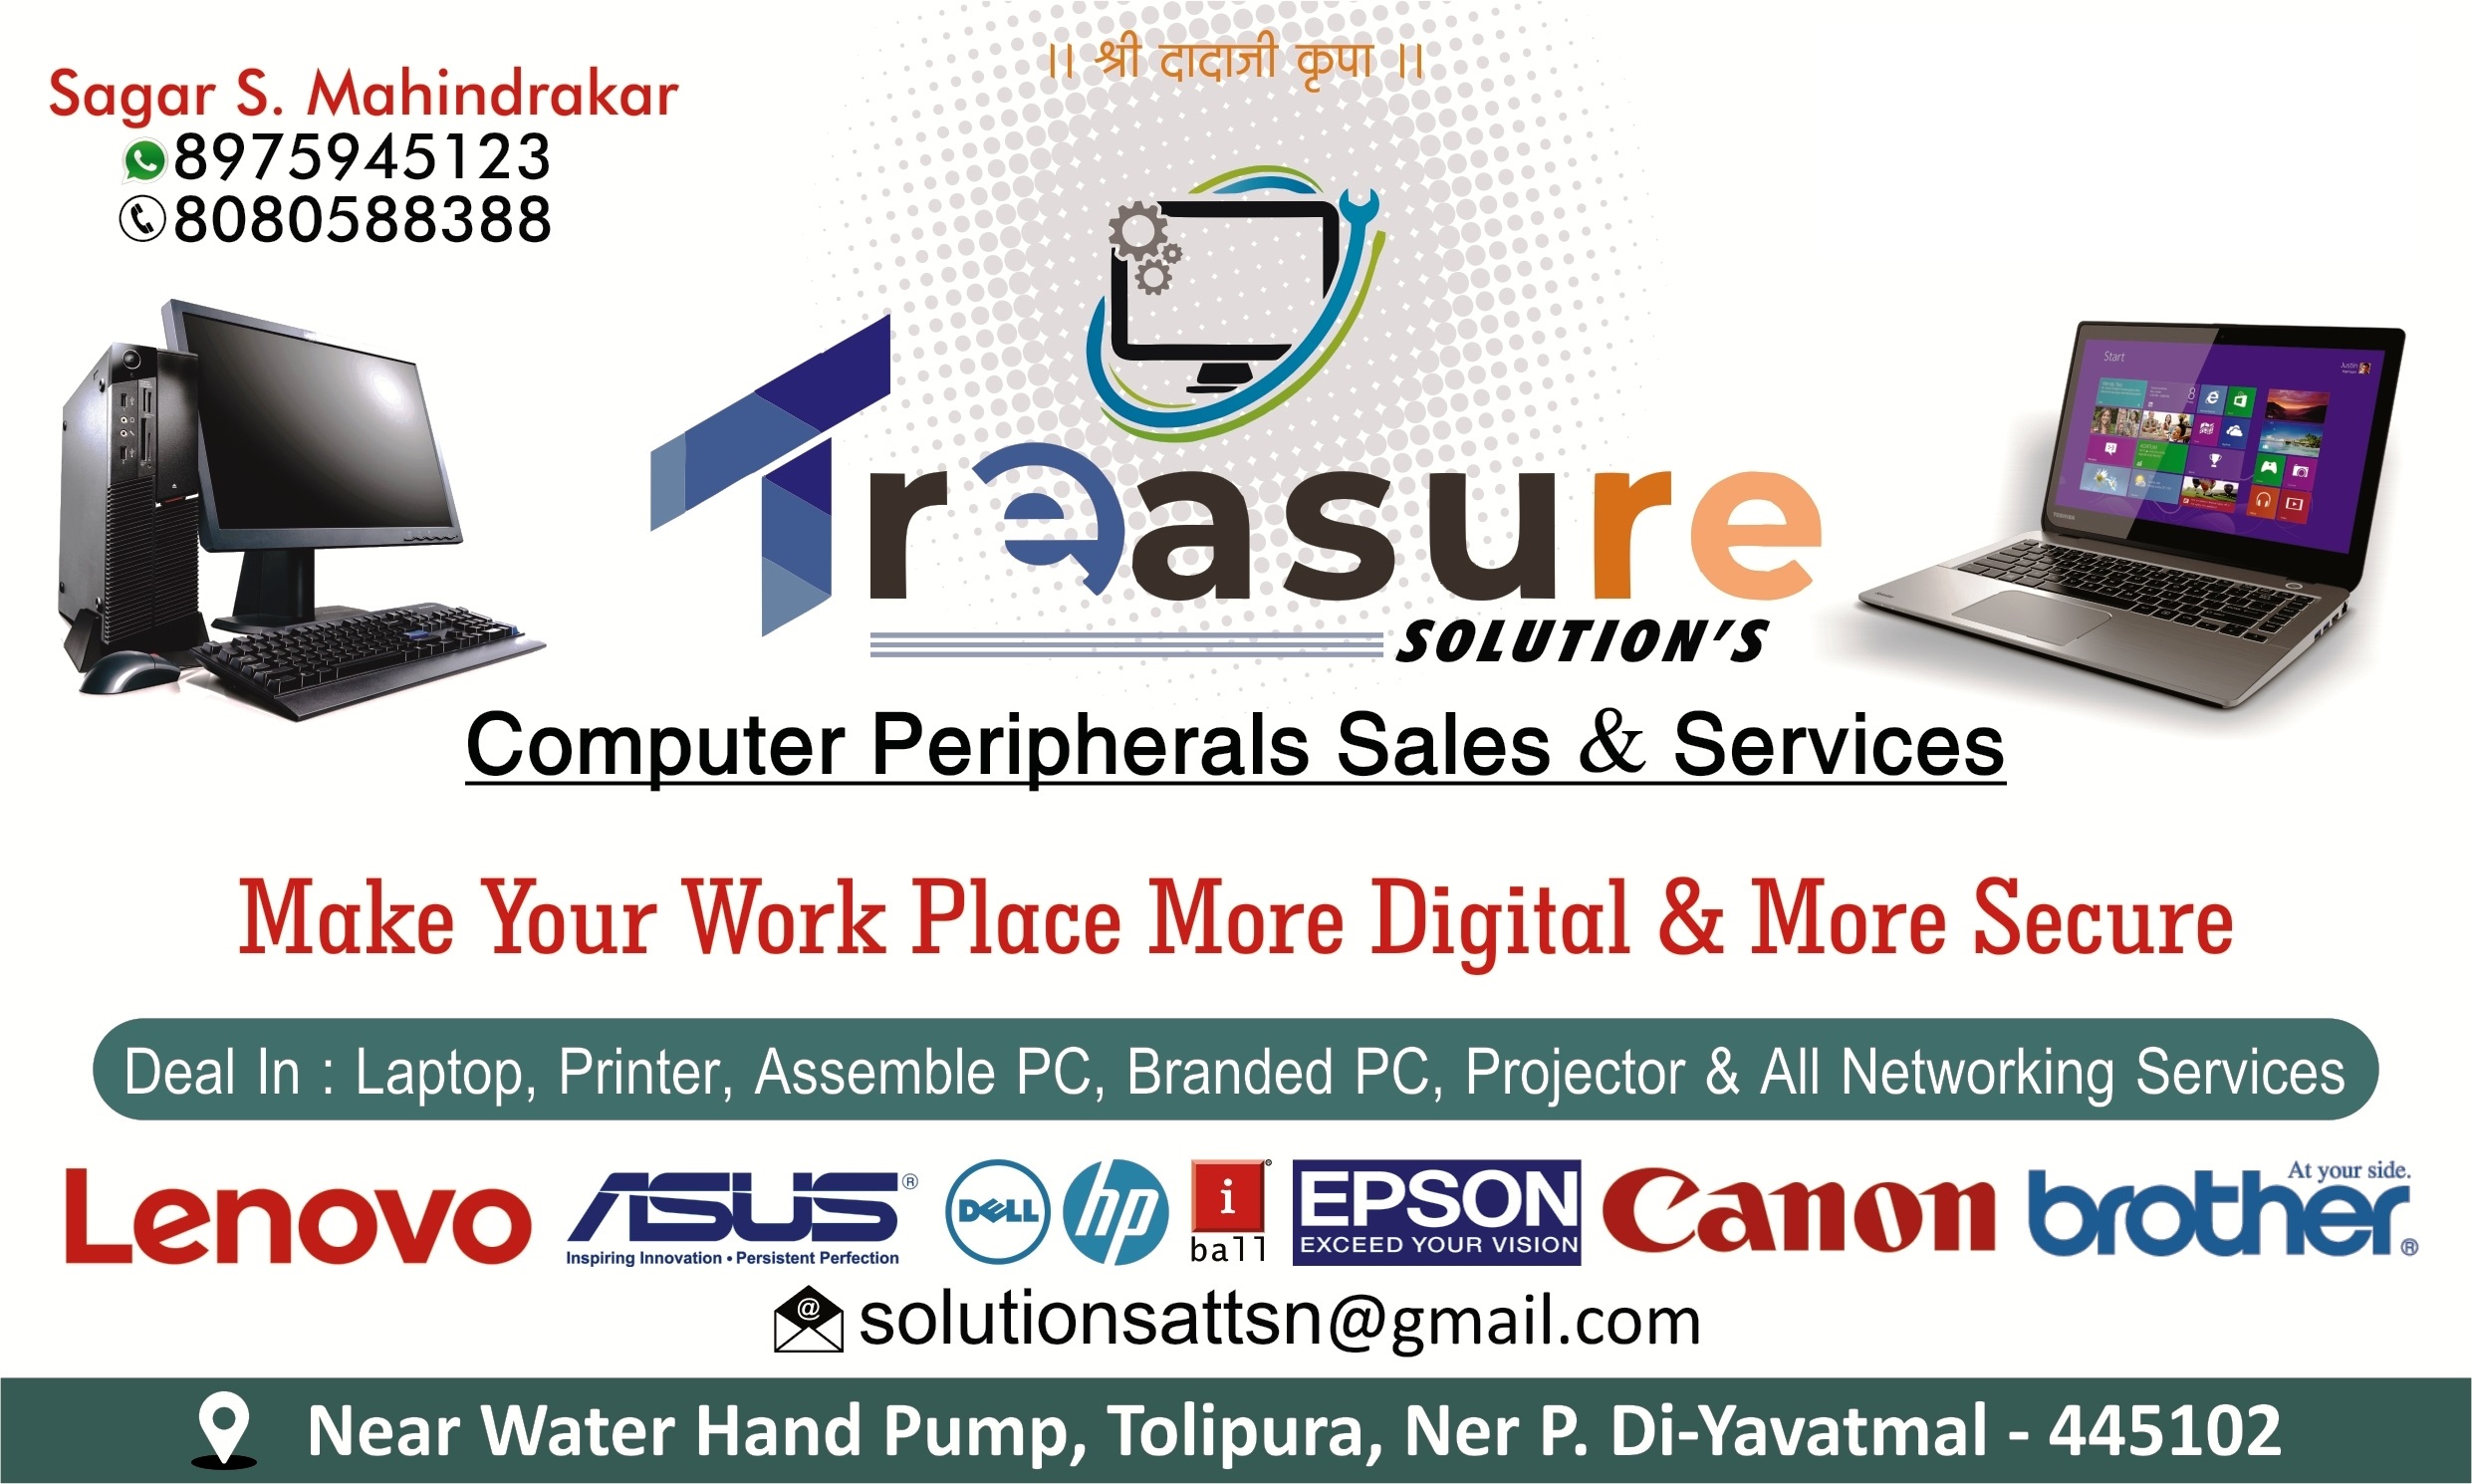 ।। श्री दादाजी कृपा ।।
Sagar S. Mahindrakar
8975945123
8080588388
Start
Treasure
SOLUTION'S
Computer Peripherals Sales & Services
Make Your Work Place More Digital & More Secure
Deal In : Laptop, Printer, Assemble PC, Branded PC, Projector & All Networking Services
Lenovo ASUS® DELL hp i ball EPSON Canon brother®
Inspiring Innovation • Persistent Perfection
EXCEED YOUR VISION
At your side.
solutionsattsn@gmail.com
Near Water Hand Pump, Tolipura, Ner P. Di-Yavatmal - 445102